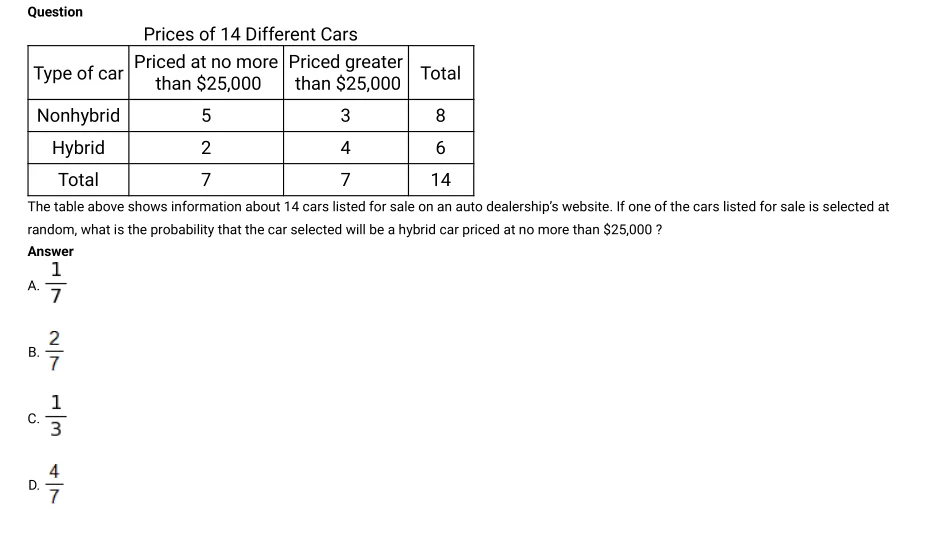 Question
Prices of 14 Different Cars
Type of car Priced at no more than $25,000 Priced greater than $25,000 Total
Nonhybrid 5 3 8
Hybrid 2 4 6
Total 7 7 14
The table above shows information about 14 cars listed for sale on an auto dealership's website. If one of the cars listed for sale is selected at
random, what is the probability that the car selected will be a hybrid car priced at no more than $25,000 ?
Answer
A. 1/7
B. 2/7
C. 1/3
D. 4/7